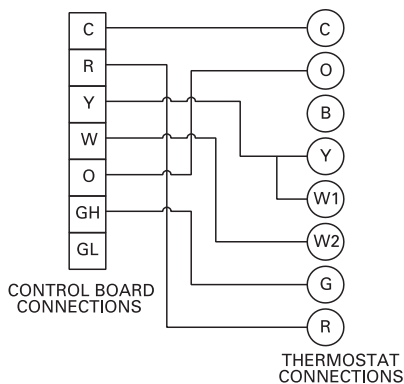 C
R
Y
W
O
GH
GL
CONTROL BOARD
CONNECTIONS
C
O
B
Y
W1
W2
G
R
THERMOSTAT
CONNECTIONS